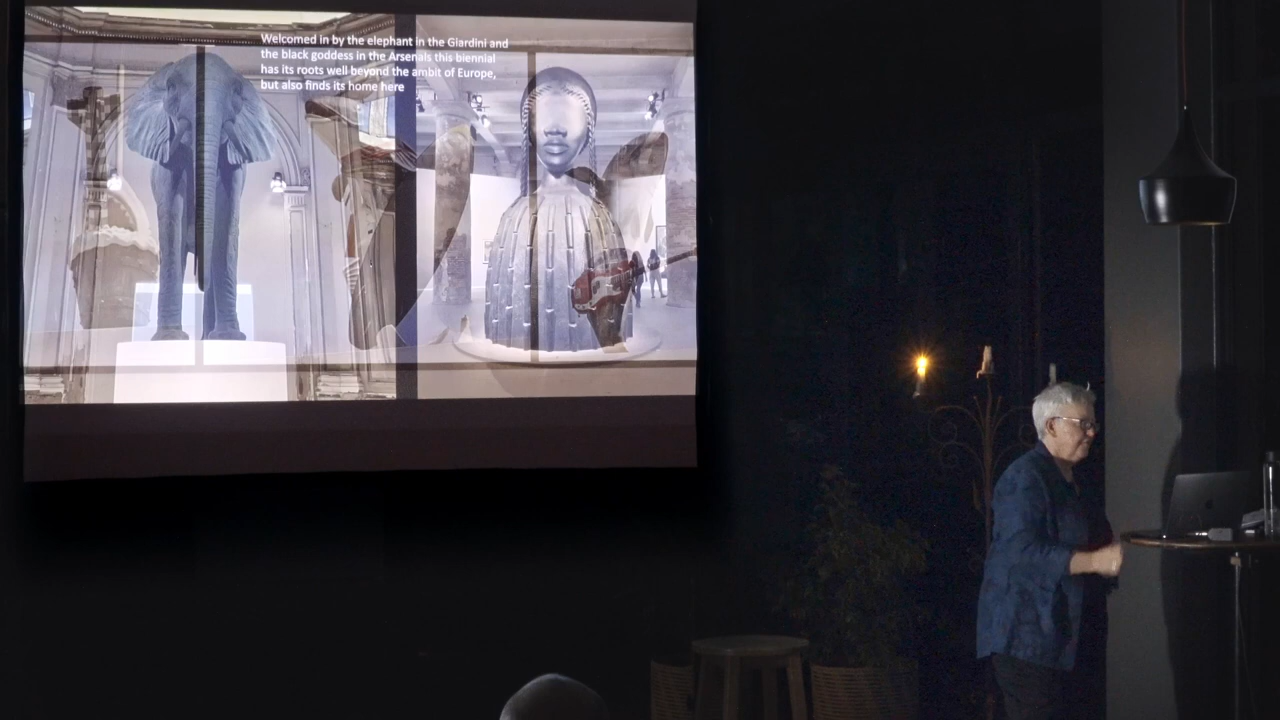 Welcomed in by the elephant in the Giardini and
the black goddess in the Arsenals this biennial
has its roots well beyond the ambit of Europe,
but also finds its home here